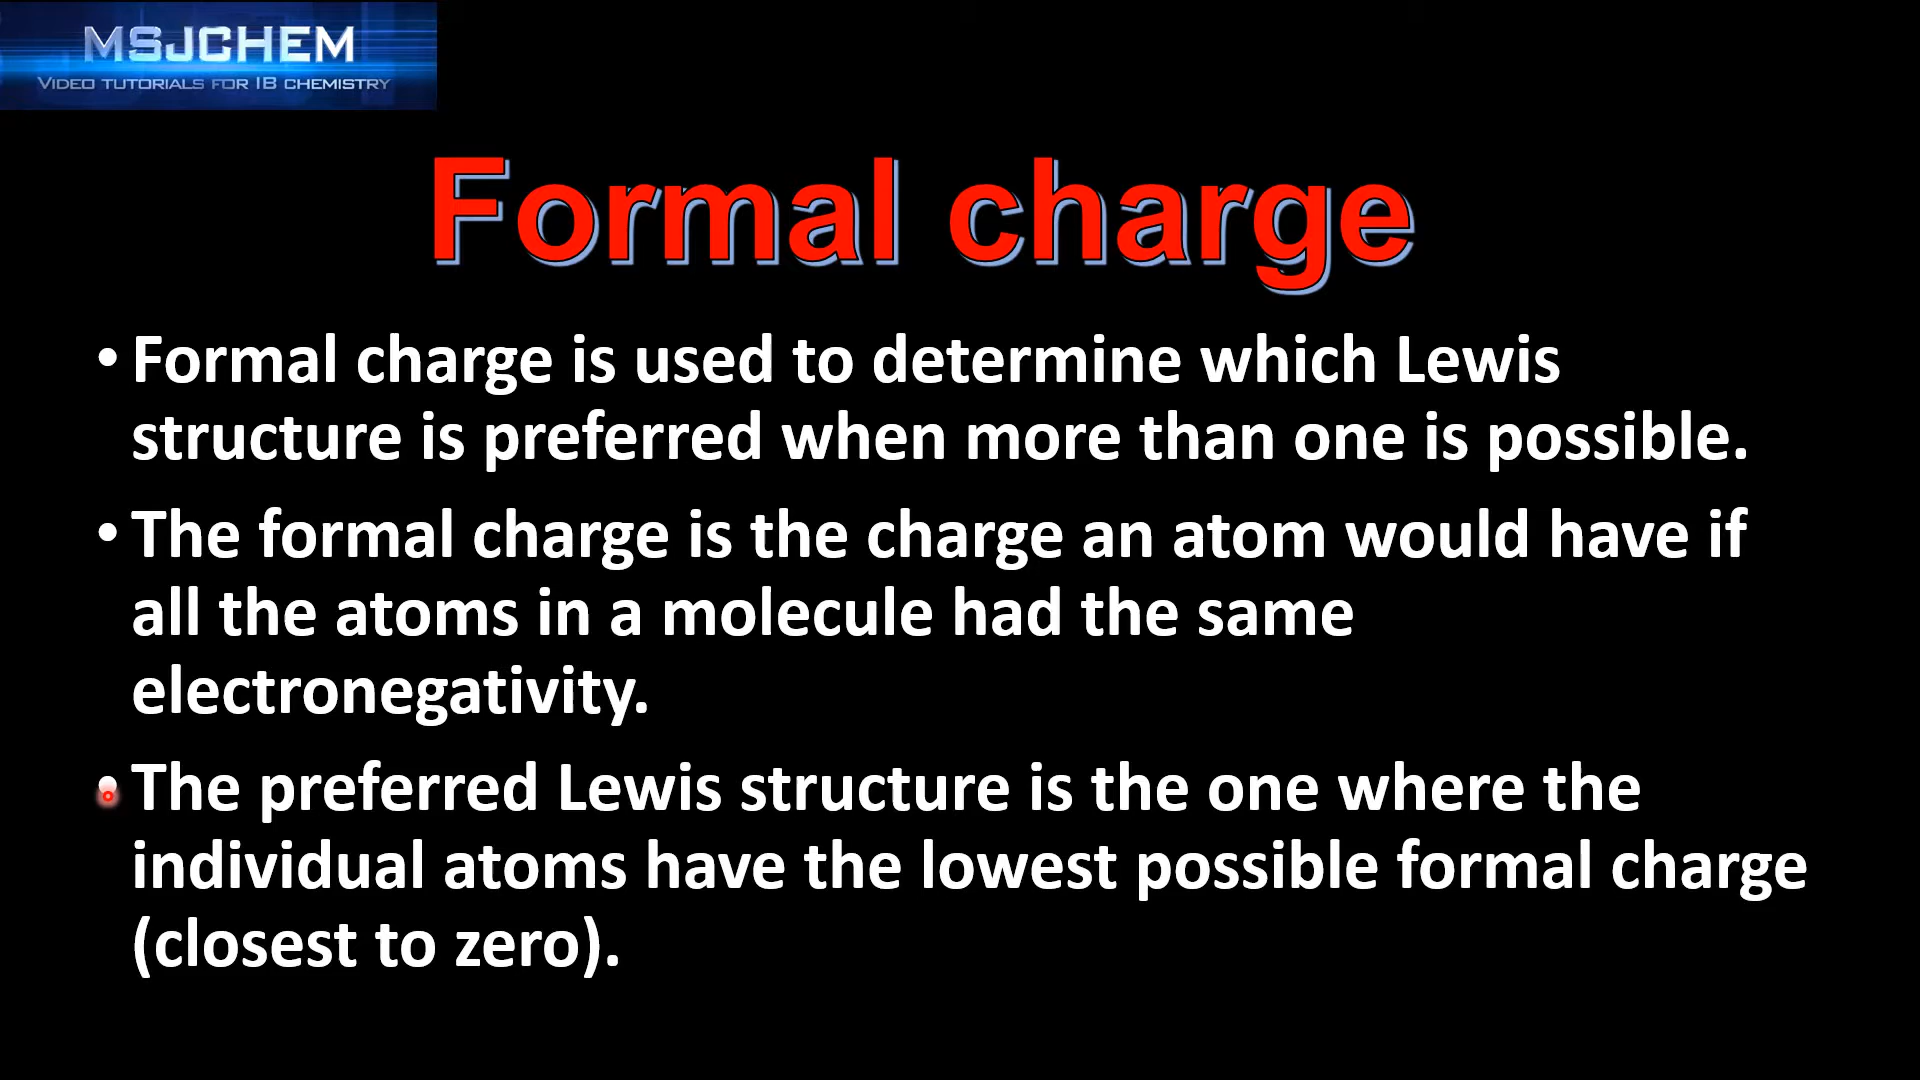 MSJCHEM
VIDEO TUTORIALS FOR IB CHEMISTRY
Formal charge
• Formal charge is used to determine which Lewis
structure is preferred when more than one is possible.
• The formal charge is the charge an atom would have if
all the atoms in a molecule had the same
electronegativity.
• The preferred Lewis structure is the one where the
individual atoms have the lowest possible formal charge
(closest to zero).